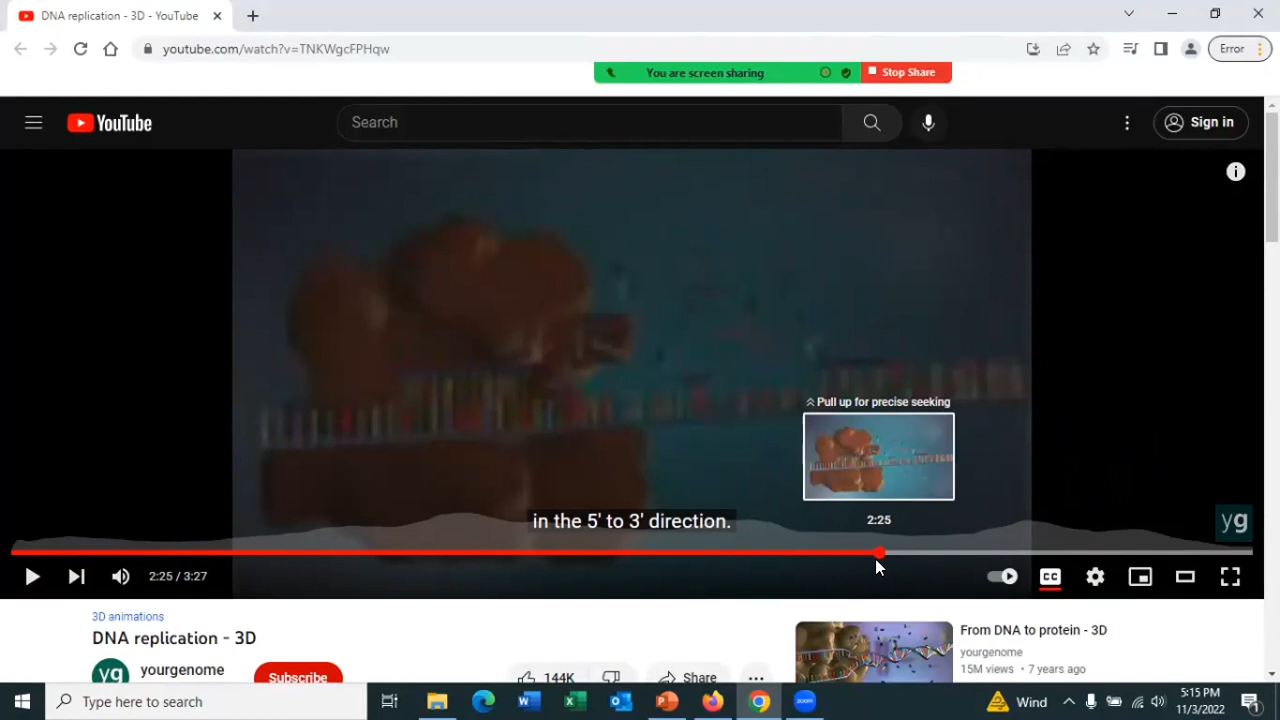 DNA replication - 3D - YouTube
youtube.com/watch?v=TNKWgcFPHqw
Error
You are screen sharing
Stop Share
YouTube
Search
Sign in
Pull up for precise seeking
in the 5' to 3' direction.
2:25
yg
2:25 / 3:27
CC
3D animations
DNA replication - 3D
yg
yourgenome
Subscribe
144K
Share
From DNA to protein - 3D
yourgenome
15M views • 7 years ago
Type here to search
zoom
Wind
5:15 PM
11/3/2022
1